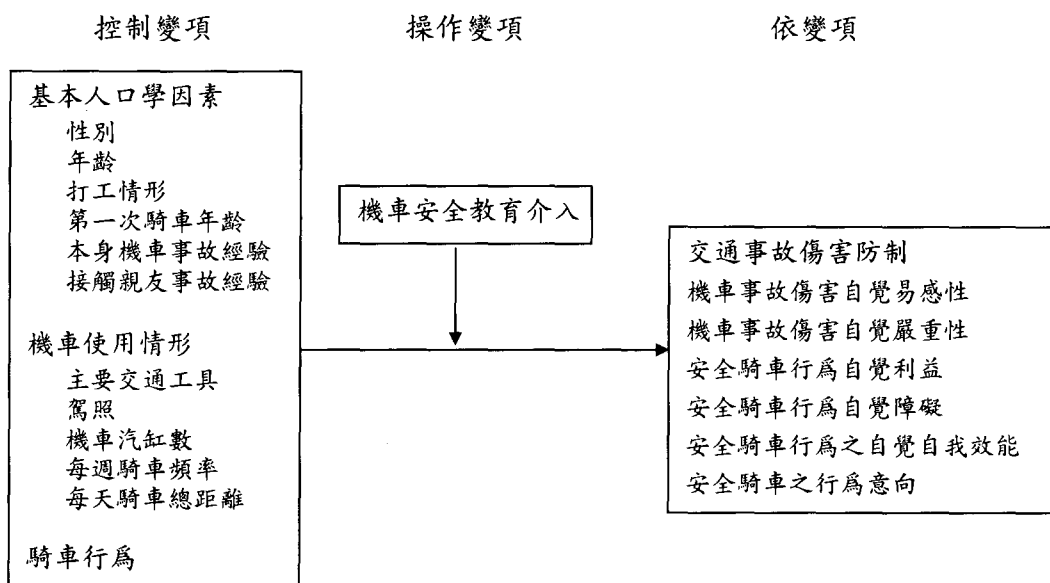 控制變項
操作變項
依變項
基本人口學因素
性別
年齡
打工情形
第一次騎車年齡
本身機車事故經驗
接觸親友事故經驗
機車使用情形
主要交通工具
駕照
機車汽缸數
每週騎車頻率
每天騎車總距離
騎車行爲
機車安全教育介入
交通事故傷害防制
機車事故傷害自覺易感性
機車事故傷害自覺嚴重性
安全騎車行爲自覺利益
安全騎車行爲自覺障礙
安全騎車行爲之自覺自我效能
安全騎車之行爲意向